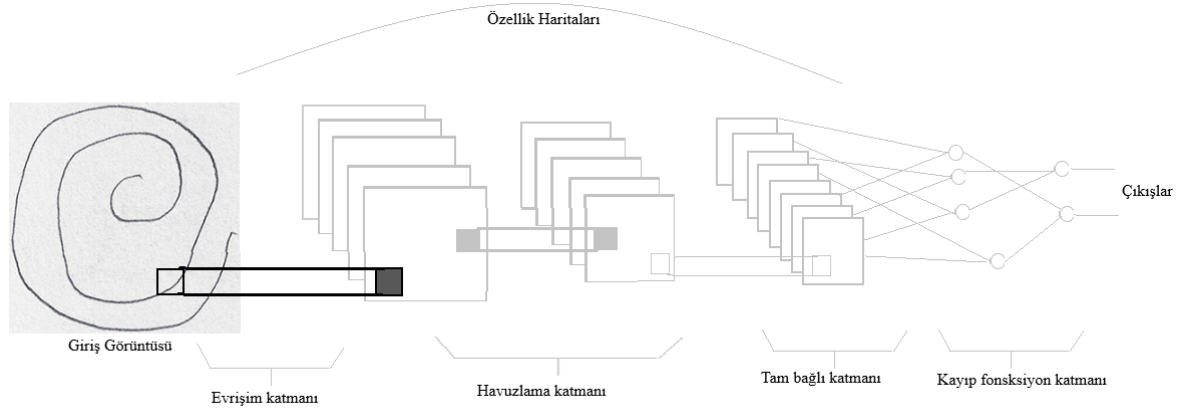 Özellik Haritaları
Çıkışlar
Giriş Görüntüsü
Evrişim katmanı
Havuzlama katmanı
Tam bağlı katmanı
Kayıp fonsksiyon katmanı